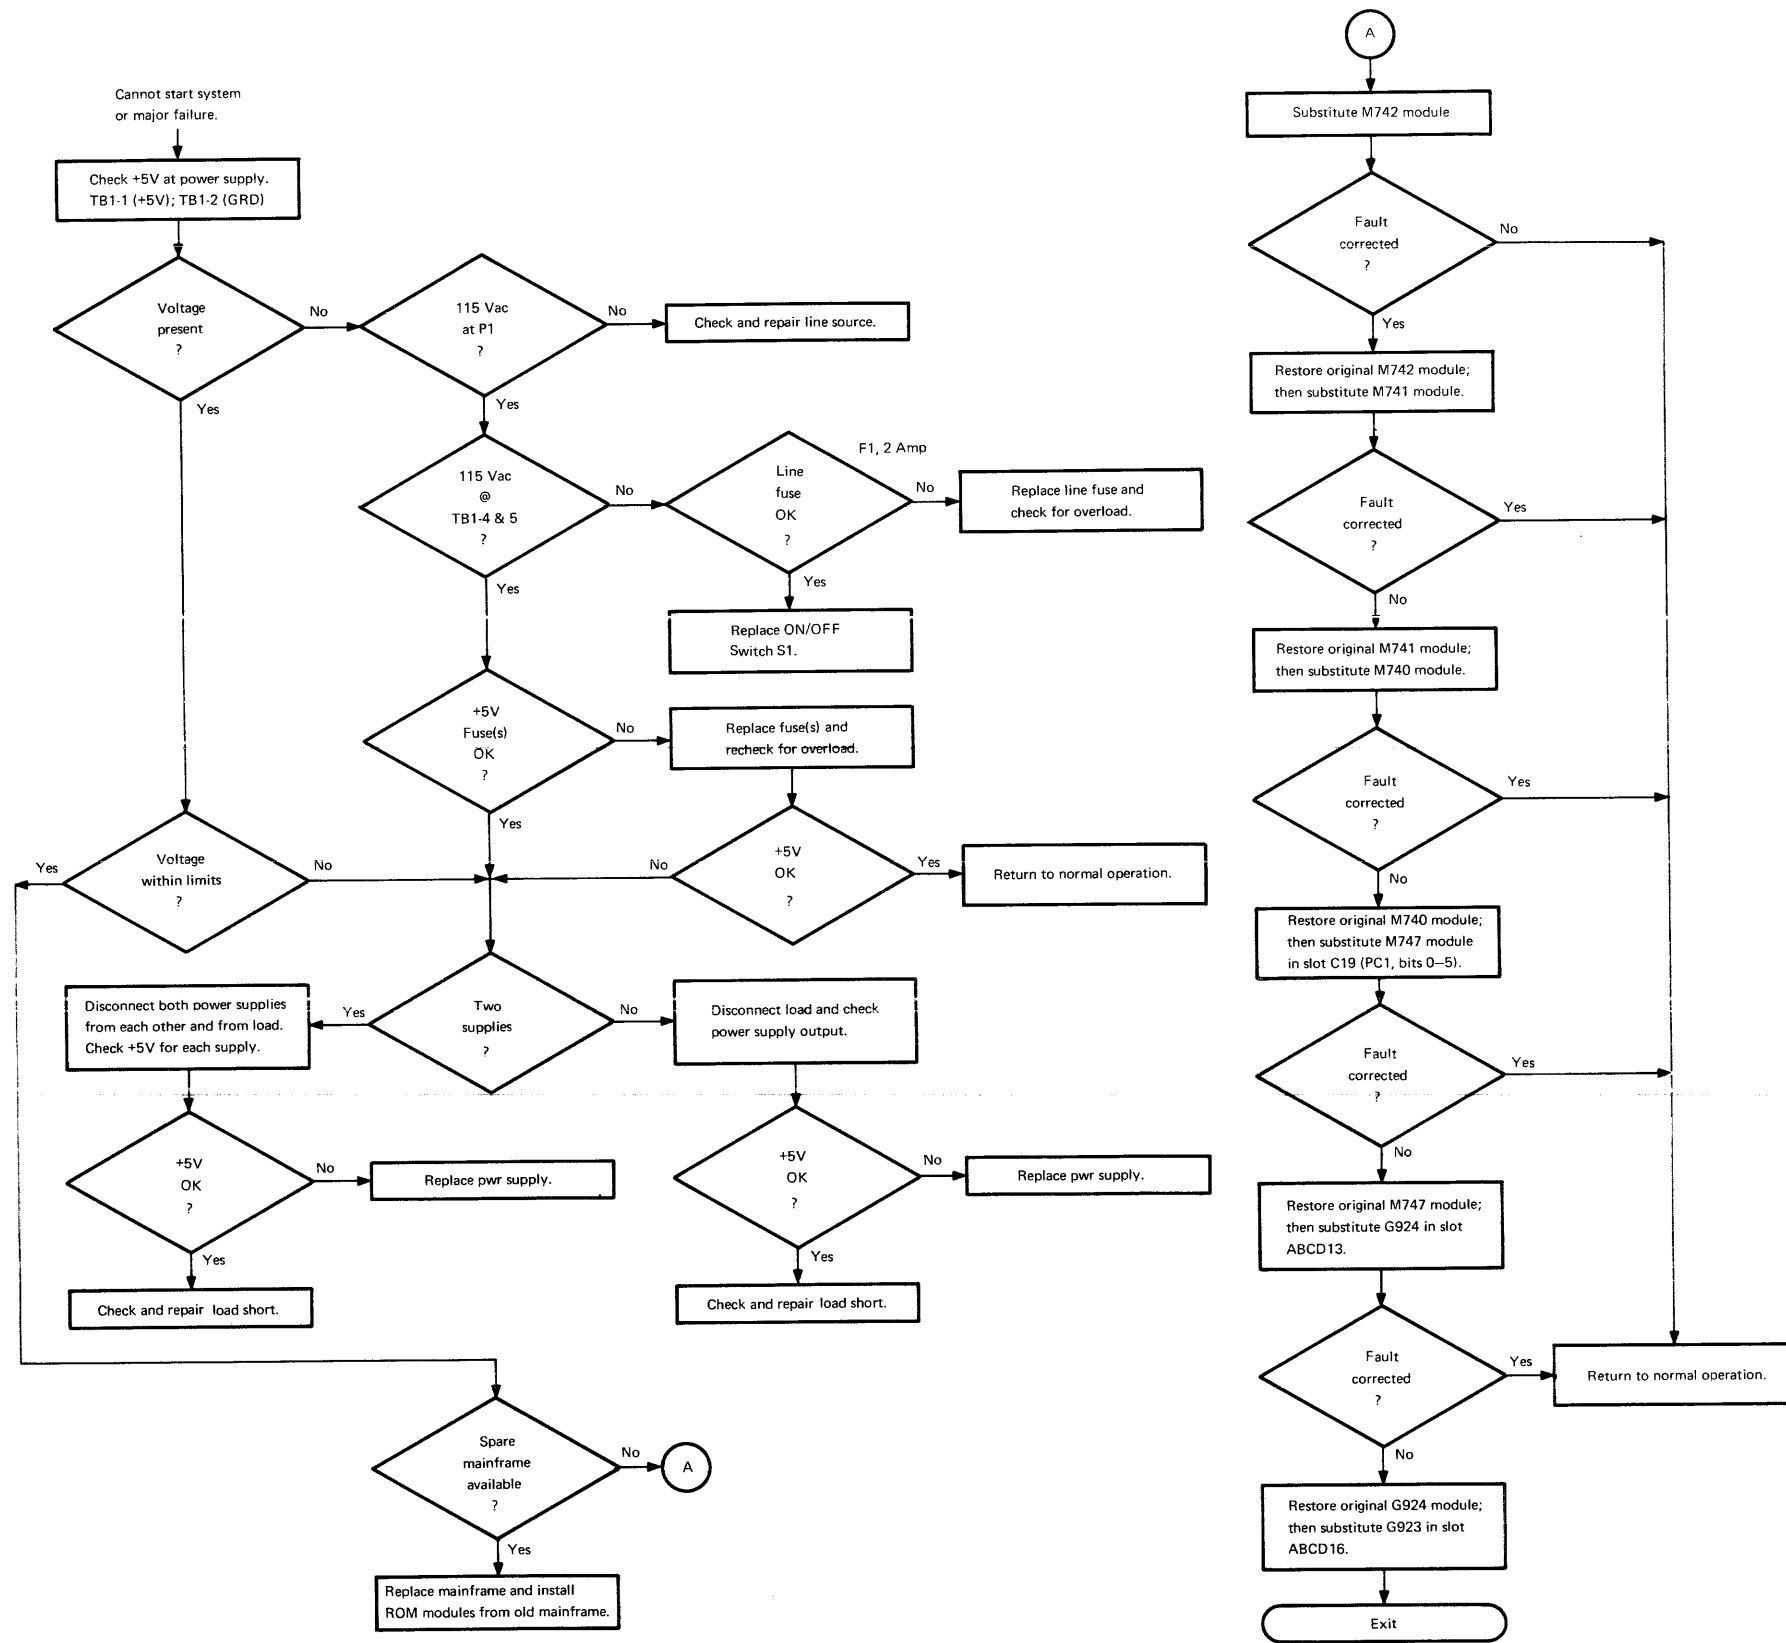 Cannot start system
or major failure.
Check +5V at power supply.
TB1-1 (+5V); TB1-2 (GRD)
Voltage
present
?
No
Yes
115 Vac
at P1
?
No
Yes
Check and repair line source.
115 Vac
@
TB1-4 & 5
?
No
Yes
Line
fuse
OK
?
F1, 2 Amp
No
Yes
Replace line fuse and
check for overload.
Replace ON/OFF
Switch S1.
+5V
Fuse(s)
OK
?
No
Yes
Replace fuse(s) and
recheck for overload.
Voltage
within limits
?
Yes
No
+5V
OK
?
No
Yes
Return to normal operation.
Two
supplies
?
Yes
No
Disconnect both power supplies
from each other and from load.
Check +5V for each supply.
Disconnect load and check
power supply output.
+5V
OK
?
No
Yes
Replace pwr supply.
Check and repair load short.
+5V
OK
?
No
Yes
Replace pwr supply.
Check and repair load short.
Spare
mainframe
available
?
No
A
Yes
Replace mainframe and install
ROM modules from old mainframe.
A
Substitute M742 module
Fault
corrected
?
No
Yes
Restore original M742 module;
then substitute M741 module.
Fault
corrected
?
Yes
No
Restore original M741 module;
then substitute M740 module.
Fault
corrected
?
Yes
No
Restore original M740 module;
then substitute M747 module
in slot C19 (PC1, bits 0–5).
Fault
corrected
?
Yes
No
Restore original M747 module;
then substitute G924 in slot
ABCD13.
Fault
corrected
?
Yes
No
Return to normal operation.
Restore original G924 module;
then substitute G923 in slot
ABCD16.
Exit